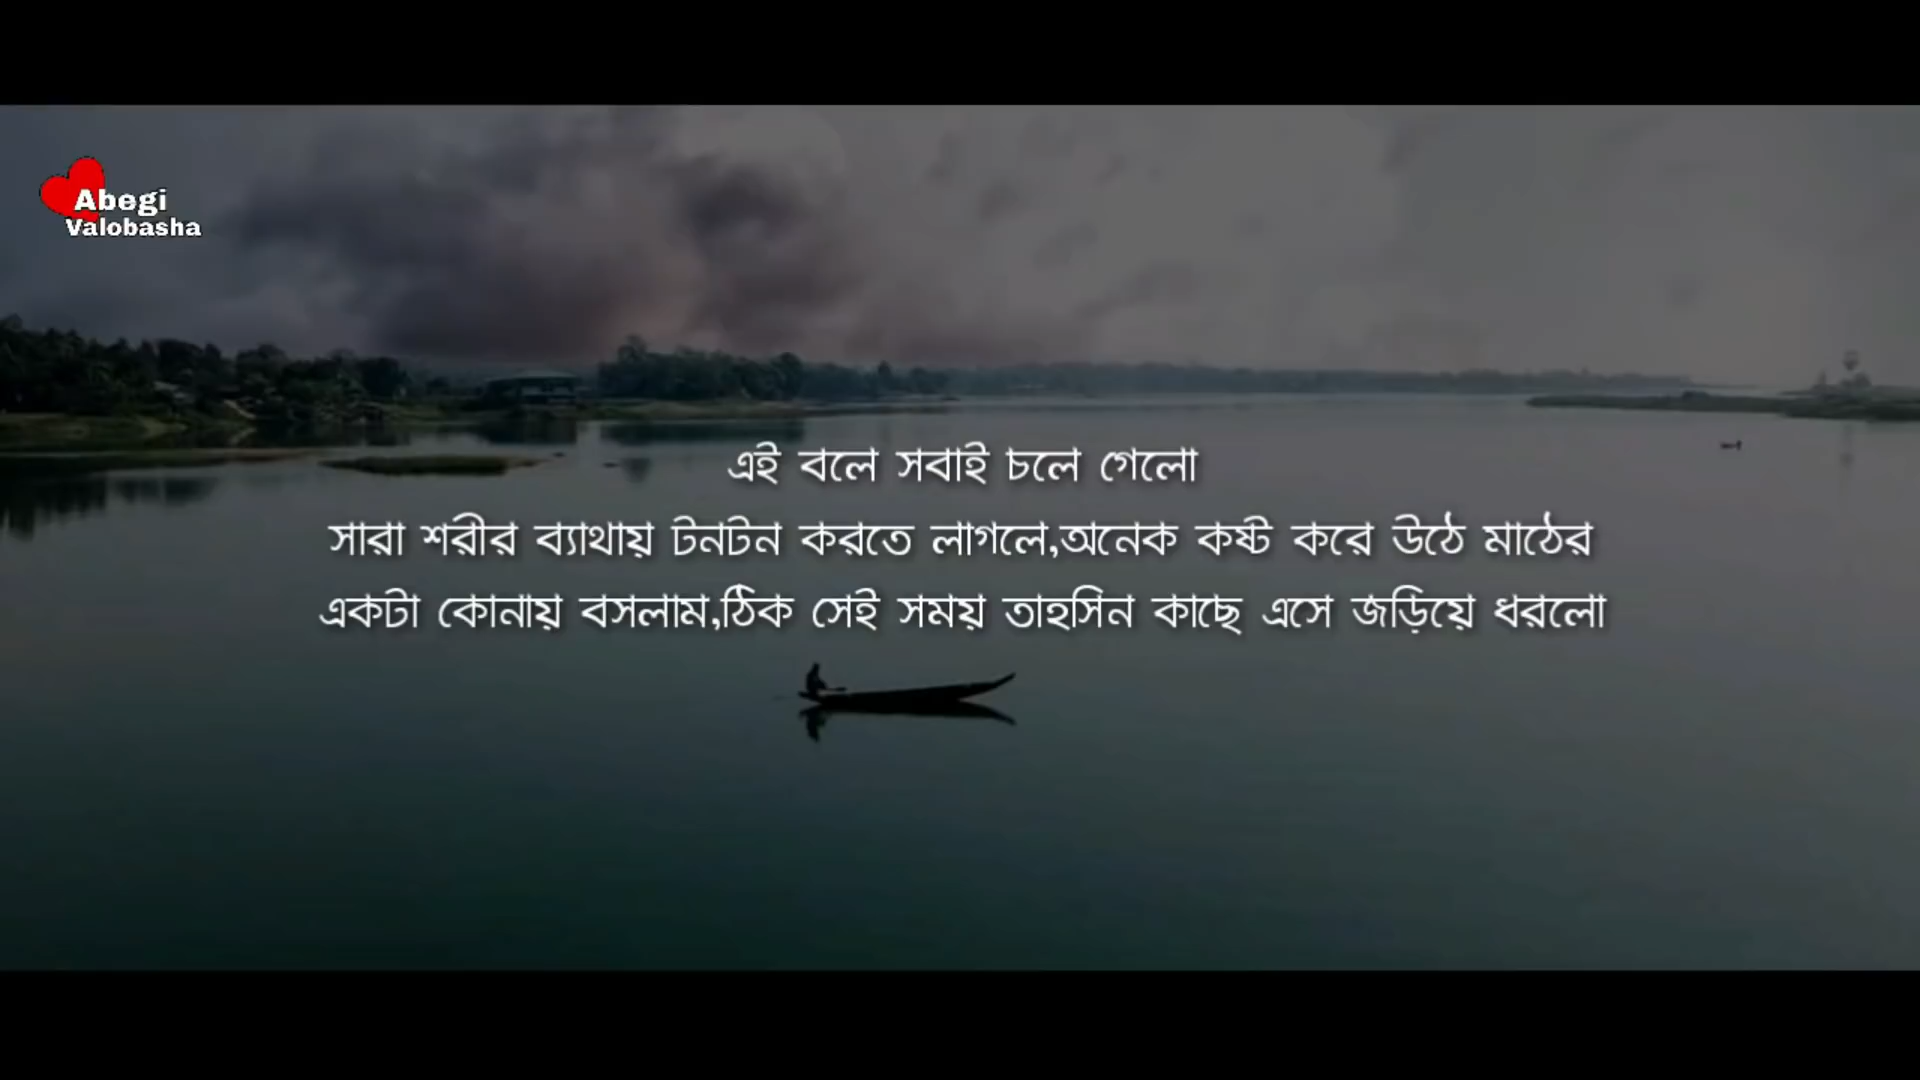 Abegi
Valobasha
এই বলে সবাই চলে গেলো
সারা শরীর ব্যাথায় টনটন করতে লাগলে,অনেক কষ্ট করে উঠে মাঠের
একটা কোনায় বসলাম,ঠিক সেই সময় তাহসিন কাছে এসে জড়িয়ে ধরলো